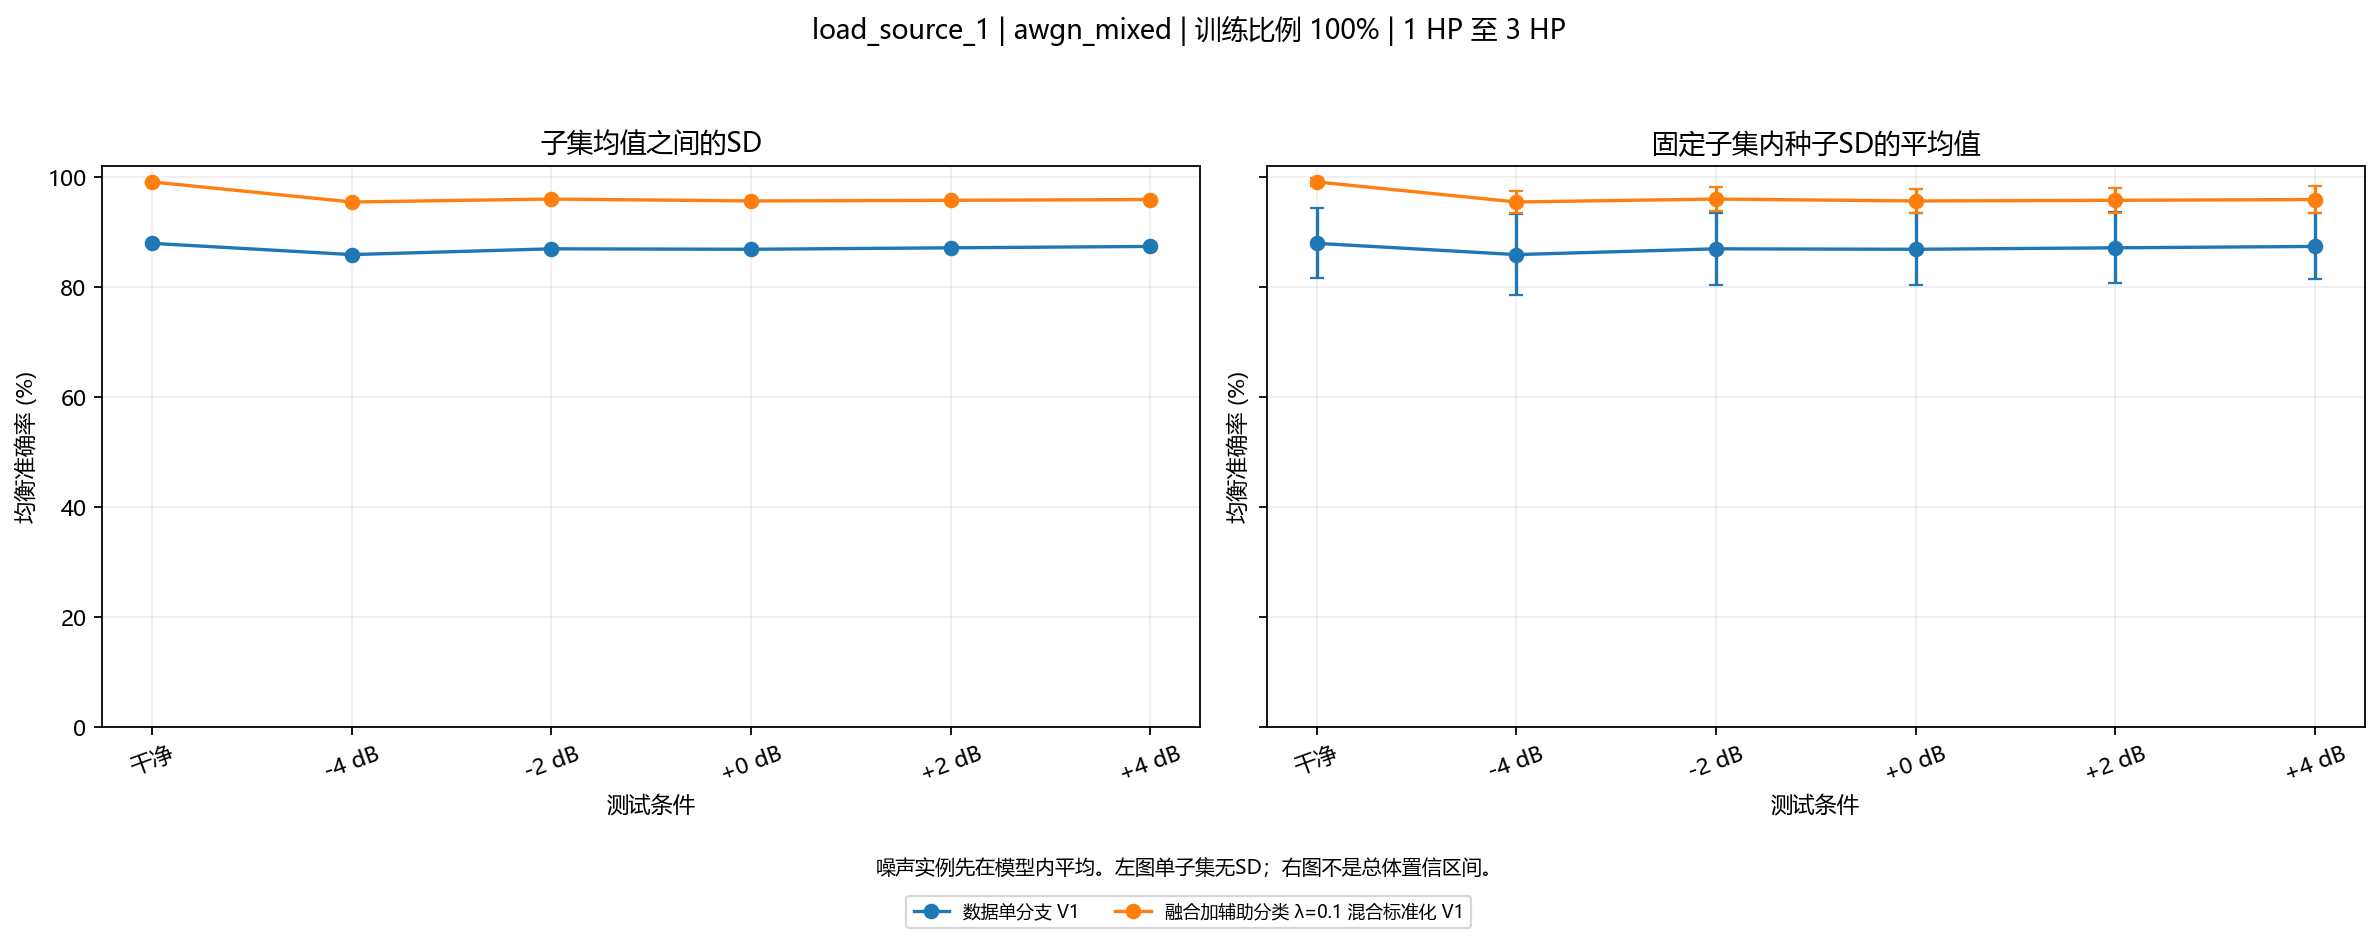 load_source_1 | awgn_mixed | 训练比例 100% | 1 HP 至 3 HP
子集均值之间的SD
均衡准确率 (%)
100
80
60
40
20
0
干净
-4 dB
-2 dB
+0 dB
+2 dB
+4 dB
测试条件
固定子集内种子SD的平均值
均衡准确率 (%)
干净
-4 dB
-2 dB
+0 dB
+2 dB
+4 dB
测试条件
噪声实例先在模型内平均。左图单子集无SD；右图不是总体置信区间。
数据单分支 V1
融合加辅助分类 λ=0.1 混合标准化 V1